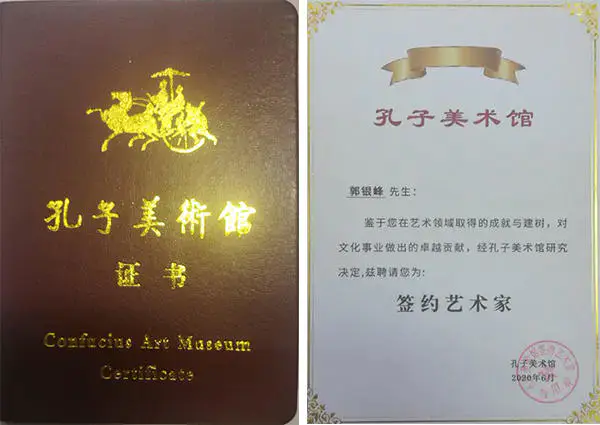 孔子美術館
证书
Confucius Art Museum
Certificate
孔子美术馆
郭银峰 先生：
鉴于您在艺术领域取得的成就与建树，对
文化事业做出的卓越贡献，经孔子美术馆研究
决定,兹聘请您为:
签约艺术家
孔子美术馆
2020年6月